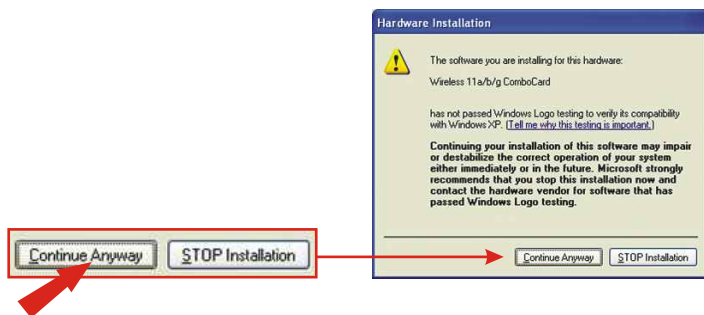 Hardware Installation
The software you are installing for this hardware:
Wireless 11a/b/g ComboCard
has not passed Windows Logo testing to verify its compatibility
with Windows XP. (Tell me why this testing is important.)
Continuing your installation of this software may impair
or destabilize the correct operation of your system
either immediately or in the future. Microsoft strongly
recommends that you stop this installation now and
contact the hardware vendor for software that has
passed Windows Logo testing.
Continue Anyway STOP Installation
Continue Anyway STOP Installation